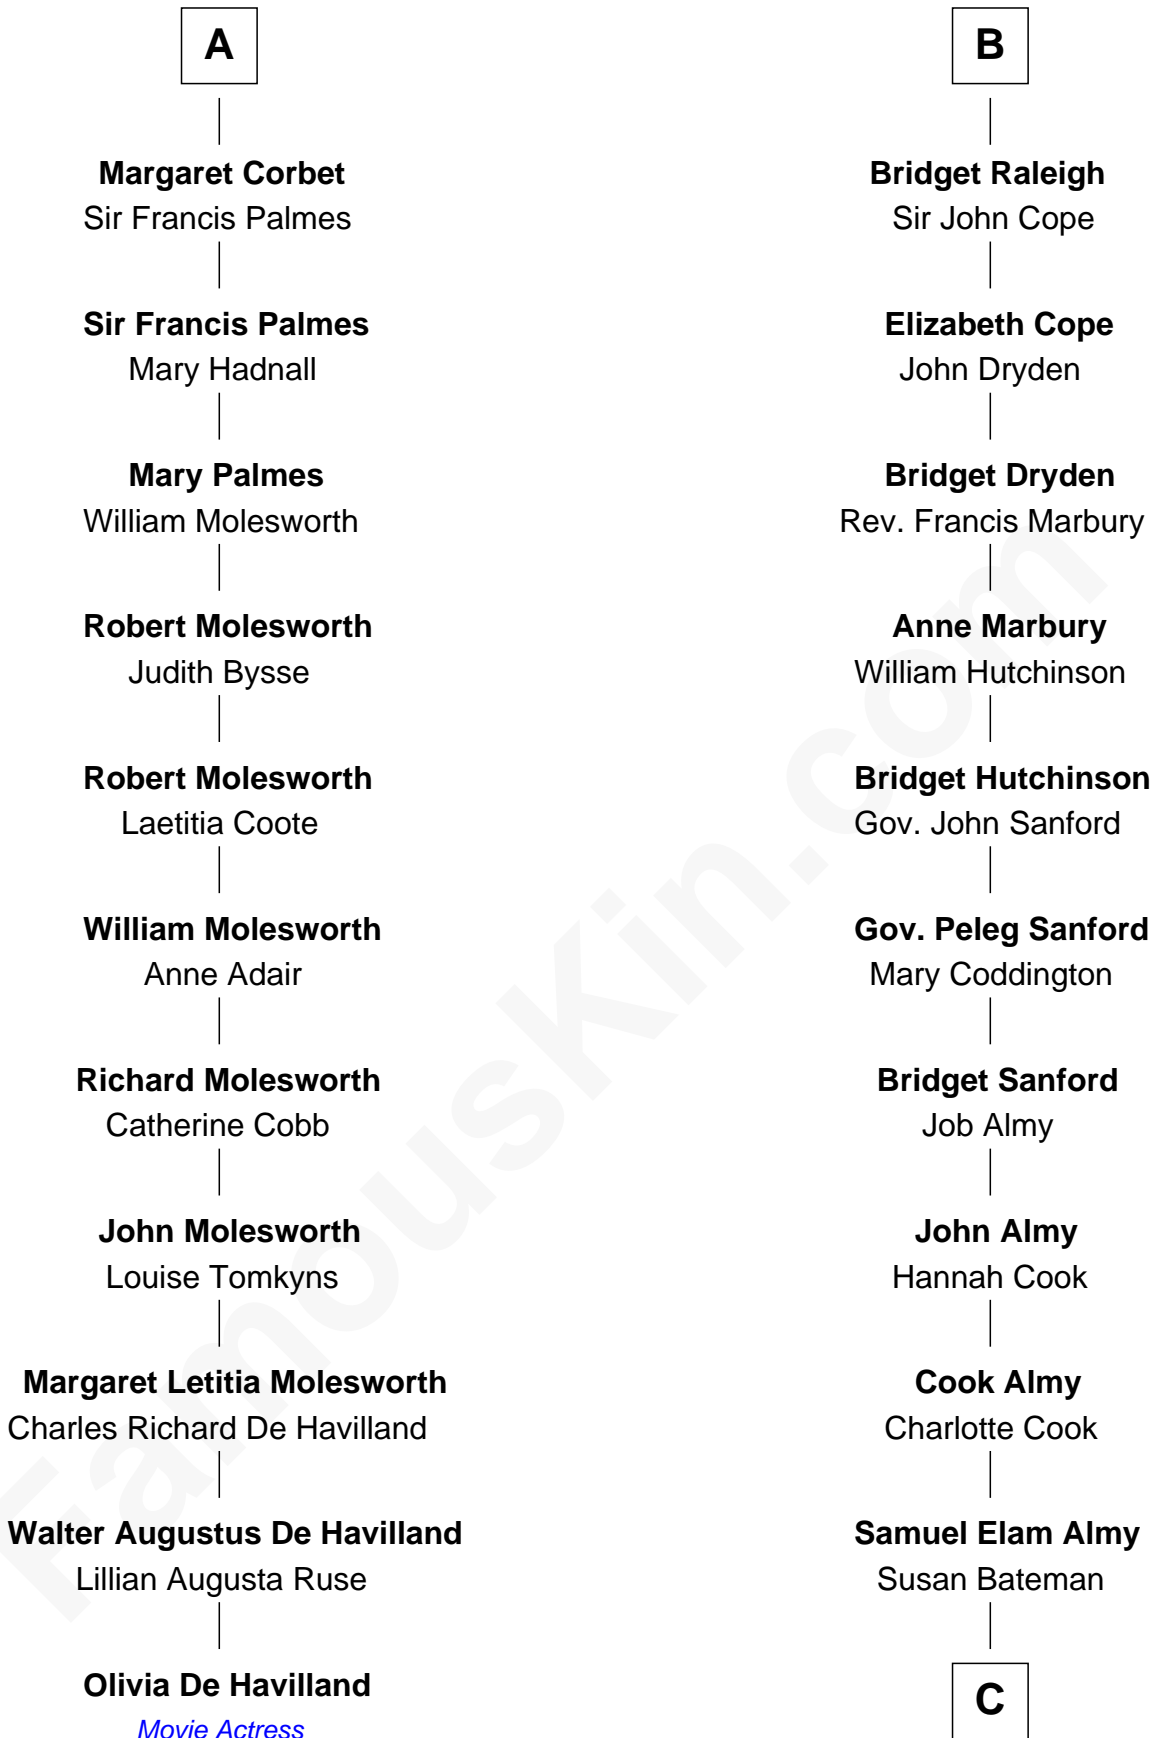 A
Margaret Corbet
Sir Francis Palmes
Sir Francis Palmes
Mary Hadnall
Mary Palmes
William Molesworth
Robert Molesworth
Judith Bysse
Robert Molesworth
Laetitia Coote
William Molesworth
Anne Adair
Richard Molesworth
Catherine Cobb
John Molesworth
Louise Tomkyns
Margaret Letitia Molesworth
Charles Richard De Havilland
Walter Augustus De Havilland
Lillian Augusta Ruse
Olivia De Havilland
Movie Actress
B
Bridget Raleigh
Sir John Cope
Elizabeth Cope
John Dryden
Bridget Dryden
Rev. Francis Marbury
Anne Marbury
William Hutchinson
Bridget Hutchinson
Gov. John Sanford
Gov. Peleg Sanford
Mary Coddington
Bridget Sanford
Job Almy
John Almy
Hannah Cook
Cook Almy
Charlotte Cook
Samuel Elam Almy
Susan Bateman
C
FamousKin.com